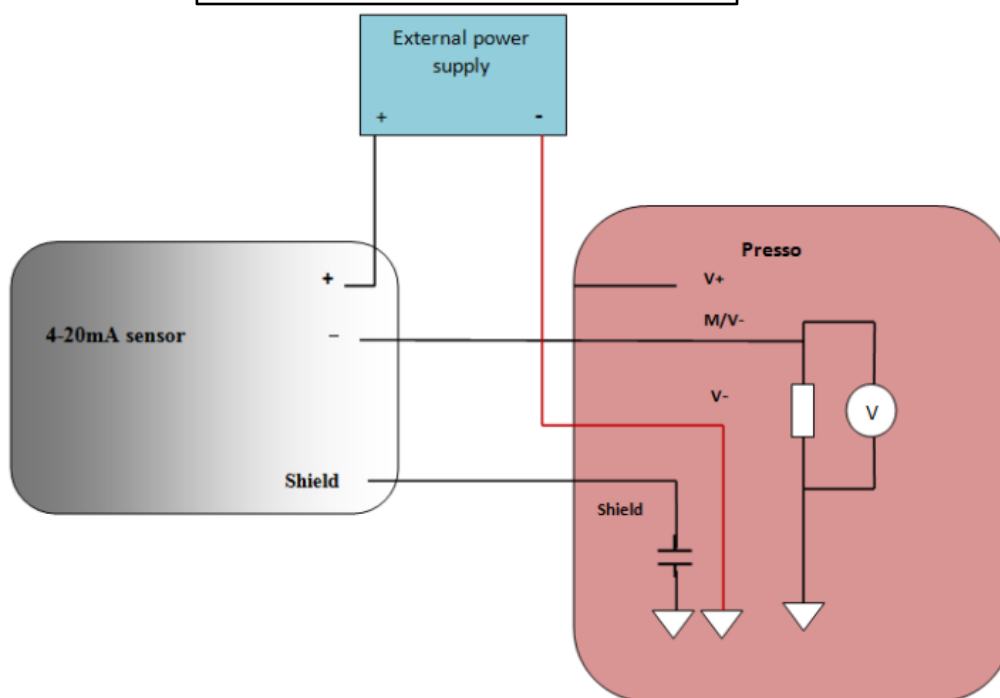 External power
supply
+ -
Presso
+
V+
M/V-
4-20mA sensor
–
V-
V
Shield
Shield